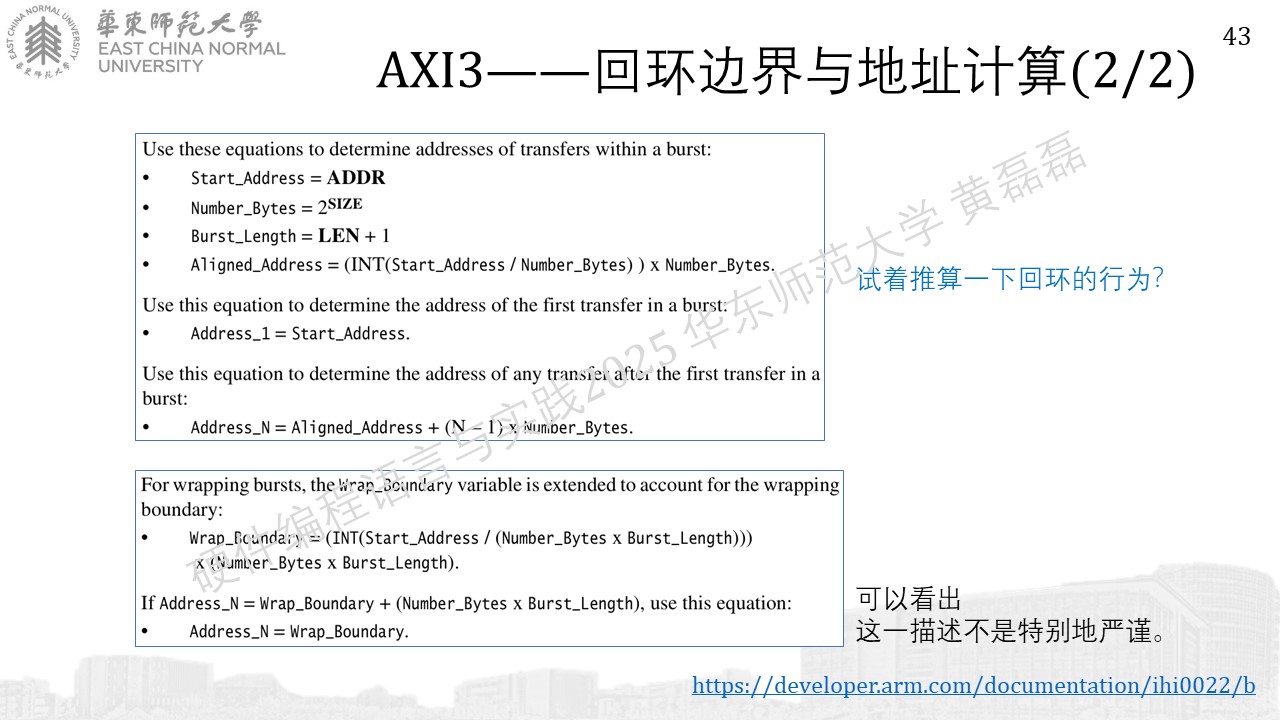 華東師範大學
EAST CHINA NORMAL
UNIVERSITY
43
AXI3——回环边界与地址计算(2/2)
Use these equations to determine addresses of transfers within a burst:
• Start_Address = ADDR
• Number_Bytes = 2^SIZE
• Burst_Length = LEN + 1
• Aligned_Address = (INT(Start_Address / Number_Bytes) ) x Number_Bytes.
Use this equation to determine the address of the first transfer in a burst:
• Address_1 = Start_Address.
Use this equation to determine the address of any transfer after the first transfer in a
burst:
• Address_N = Aligned_Address + (N – 1) x Number_Bytes.
试着推算一下回环的行为？
For wrapping bursts, the Wrap_Boundary variable is extended to account for the wrapping
boundary:
• Wrap_Boundary = (INT(Start_Address / (Number_Bytes x Burst_Length)))
x (Number_Bytes x Burst_Length).
If Address_N = Wrap_Boundary + (Number_Bytes x Burst_Length), use this equation:
• Address_N = Wrap_Boundary.
可以看出
这一描述不是特别地严谨。
https://developer.arm.com/documentation/ihi0022/b
硬件编程语言与实践2025 华东师范大学 黄磊磊
EAST CHINA NORMAL UNIVERSITY
華東師範大學